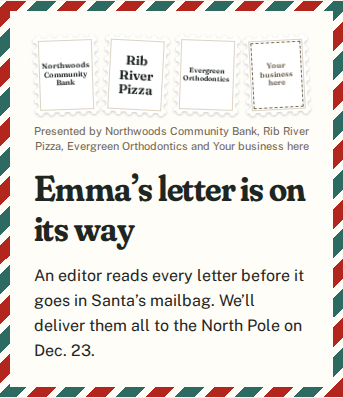 Northwoods
Community
Bank
Rib
River
Pizza
Evergreen
Orthodontics
Your
business
here
Presented by Northwoods Community Bank, Rib River
Pizza, Evergreen Orthodontics and Your business here
Emma’s letter is on
its way
An editor reads every letter before it
goes in Santa’s mailbag. We’ll
deliver them all to the North Pole on
Dec. 23.